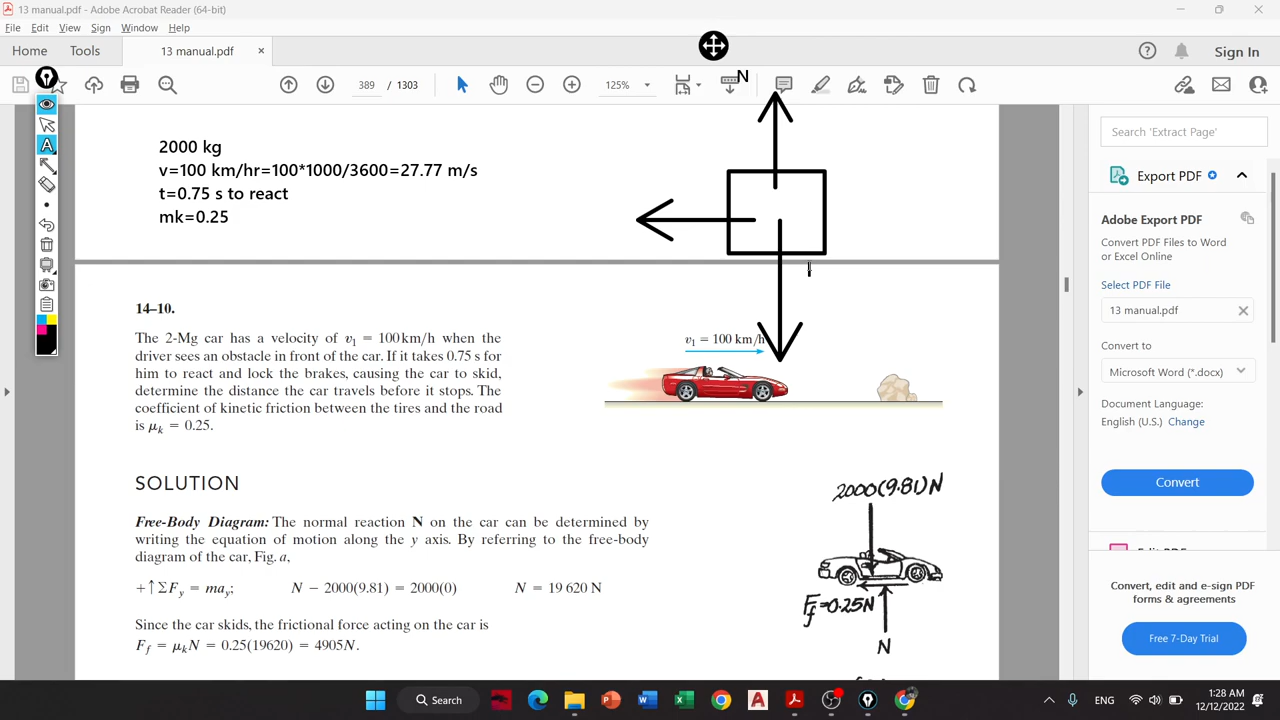 13 manual.pdf - Adobe Acrobat Reader (64-bit)
File Edit View Sign Window Help
Home Tools 13 manual.pdf × Sign In
389 / 1303 125%
N
2000 kg
v=100 km/hr=100*1000/3600=27.77 m/s
t=0.75 s to react
mk=0.25
14–10.
The 2-Mg car has a velocity of v₁ = 100 km/h when the
driver sees an obstacle in front of the car. If it takes 0.75 s for
him to react and lock the brakes, causing the car to skid,
determine the distance the car travels before it stops. The
coefficient of kinetic friction between the tires and the road
is μₖ = 0.25.
v₁ = 100 km/h
SOLUTION
Free-Body Diagram: The normal reaction N on the car can be determined by
writing the equation of motion along the y axis. By referring to the free-body
diagram of the car, Fig. a,
+↑ΣF_y = ma_y; N − 2000(9.81) = 2000(0) N = 19 620 N
Since the car skids, the frictional force acting on the car is
F_f = μₖN = 0.25(19620) = 4905N.
2000(9.81)N
F_f=0.25N
N
Search 'Extract Page'
Export PDF
Adobe Export PDF
Convert PDF Files to Word
or Excel Online
Select PDF File
13 manual.pdf
Convert to
Microsoft Word (*.docx)
Document Language:
English (U.S.) Change
Convert
Convert, edit and e-sign PDF
forms & agreements
Free 7-Day Trial
Search
ENG
1:28 AM
12/12/2022